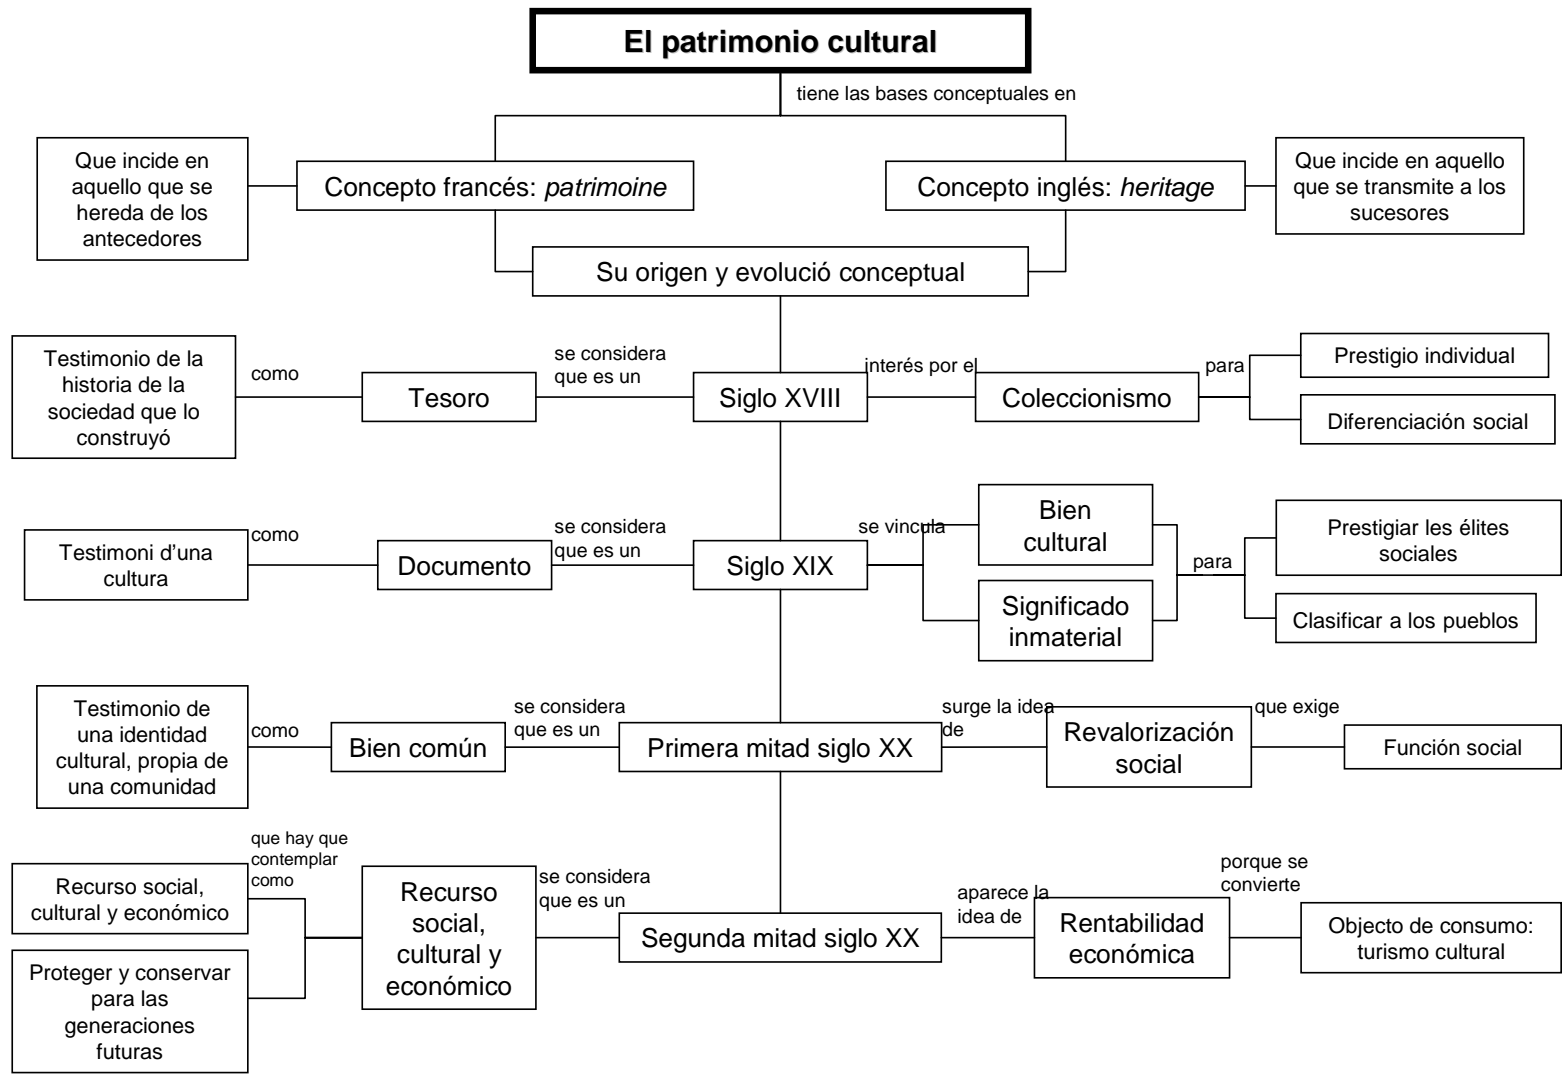 El patrimonio cultural
tiene las bases conceptuales en
Que incide en
aquello que se
hereda de los
antecedores
Concepto francés: patrimoine
Concepto inglés: heritage
Que incide en aquello
que se transmite a los
sucesores
Su origen y evolució conceptual
Testimonio de la
historia de la
sociedad que lo
construyó
como
Tesoro
se considera
que es un
Siglo XVIII
interés por el
Coleccionismo
para
Prestigio individual
Diferenciación social
Testimoni d'una
cultura
como
Documento
se considera
que es un
Siglo XIX
se vincula
Bien
cultural
Significado
inmaterial
para
Prestigiar les élites
sociales
Clasificar a los pueblos
Testimonio de
una identidad
cultural, propia de
una comunidad
como
Bien común
se considera
que es un
Primera mitad siglo XX
surge la idea
de
Revalorización
social
que exige
Función social
Recurso social,
cultural y económico
Proteger y conservar
para las
generaciones
futuras
que hay que
contemplar
como
Recurso
social,
cultural y
económico
se considera
que es un
Segunda mitad siglo XX
aparece la
idea de
Rentabilidad
económica
porque se
convierte
Objecto de consumo:
turismo cultural